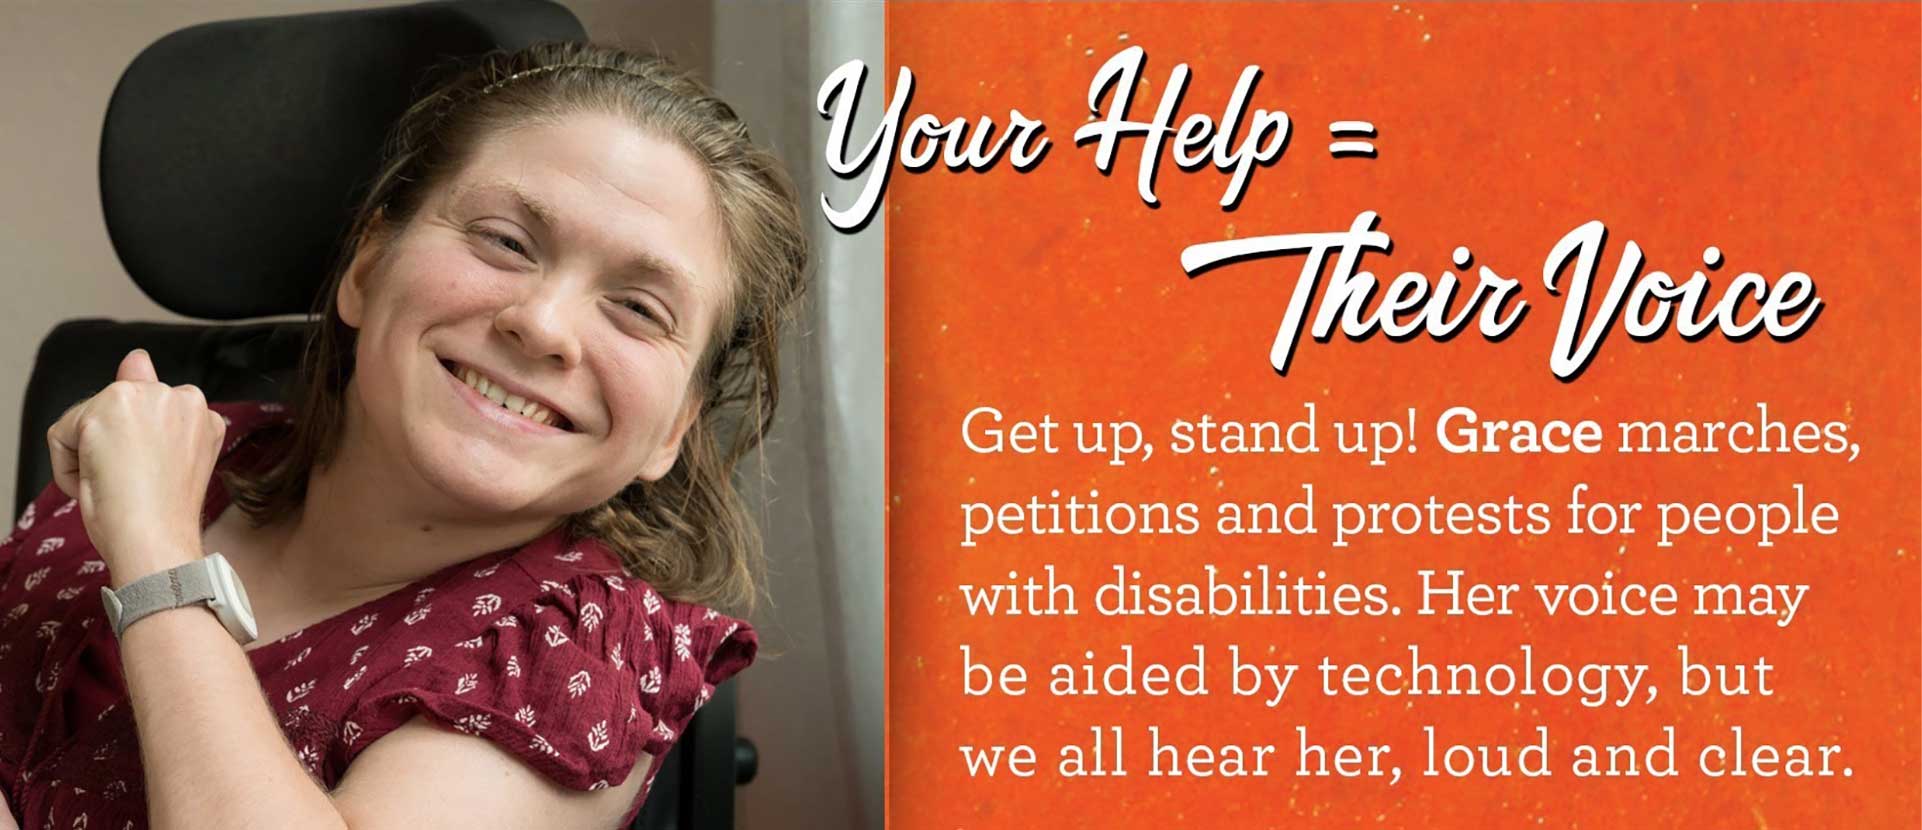 Your Help =
Their Voice
Get up, stand up! Grace marches,
petitions and protests for people
with disabilities. Her voice may
be aided by technology, but
we all hear her, loud and clear.